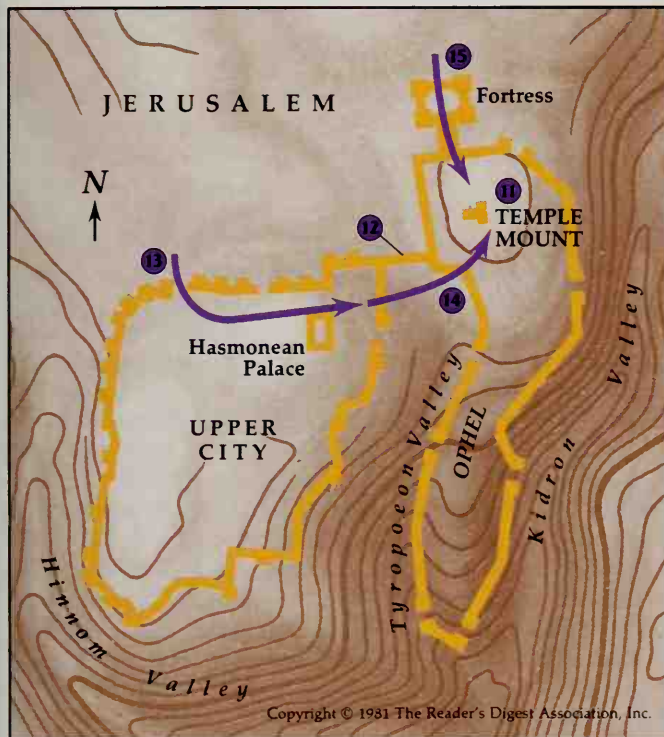 JERUSALEM
15
Fortress
N
11
TEMPLE
MOUNT
12
13
14
Hasmonean
Palace
UPPER
CITY
Tyropoeon Valley
OPHEL
Kidron Valley
Hinnom Valley
Copyright © 1981 The Reader's Digest Association, Inc.